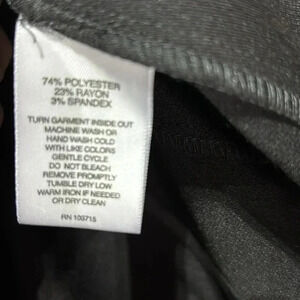 74% POLYESTER
23% RAYON
3% SPANDEX
TURN GARMENT INSIDE OUT
MACHINE WASH OR
HAND WASH COLD
WITH LIKE COLORS
GENTLE CYCLE
DO NOT BLEACH
REMOVE PROMPTLY
TUMBLE DRY LOW
WARM IRON IF NEEDED
OR DRY CLEAN
RN 103715